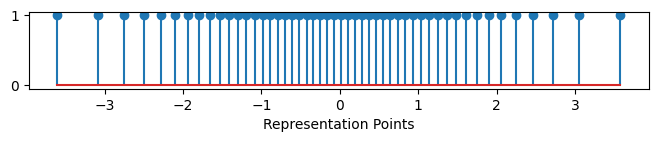 1
0
−3 −2 −1 0 1 2 3
Representation Points